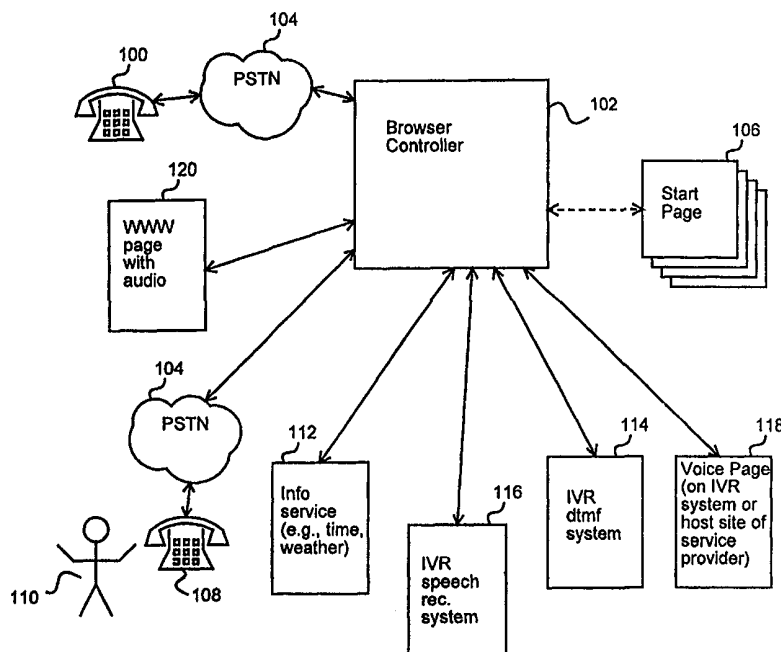 104
100
PSTN
102
Browser
Controller
106
Start
Page
120
WWW
page
with
audio
104
PSTN
112
Info
service
(e.g., time,
weather)
116
IVR
speech
rec.
system
114
IVR
dtmf
system
118
Voice Page
(on IVR
system or
host site of
service
provider)
110
108